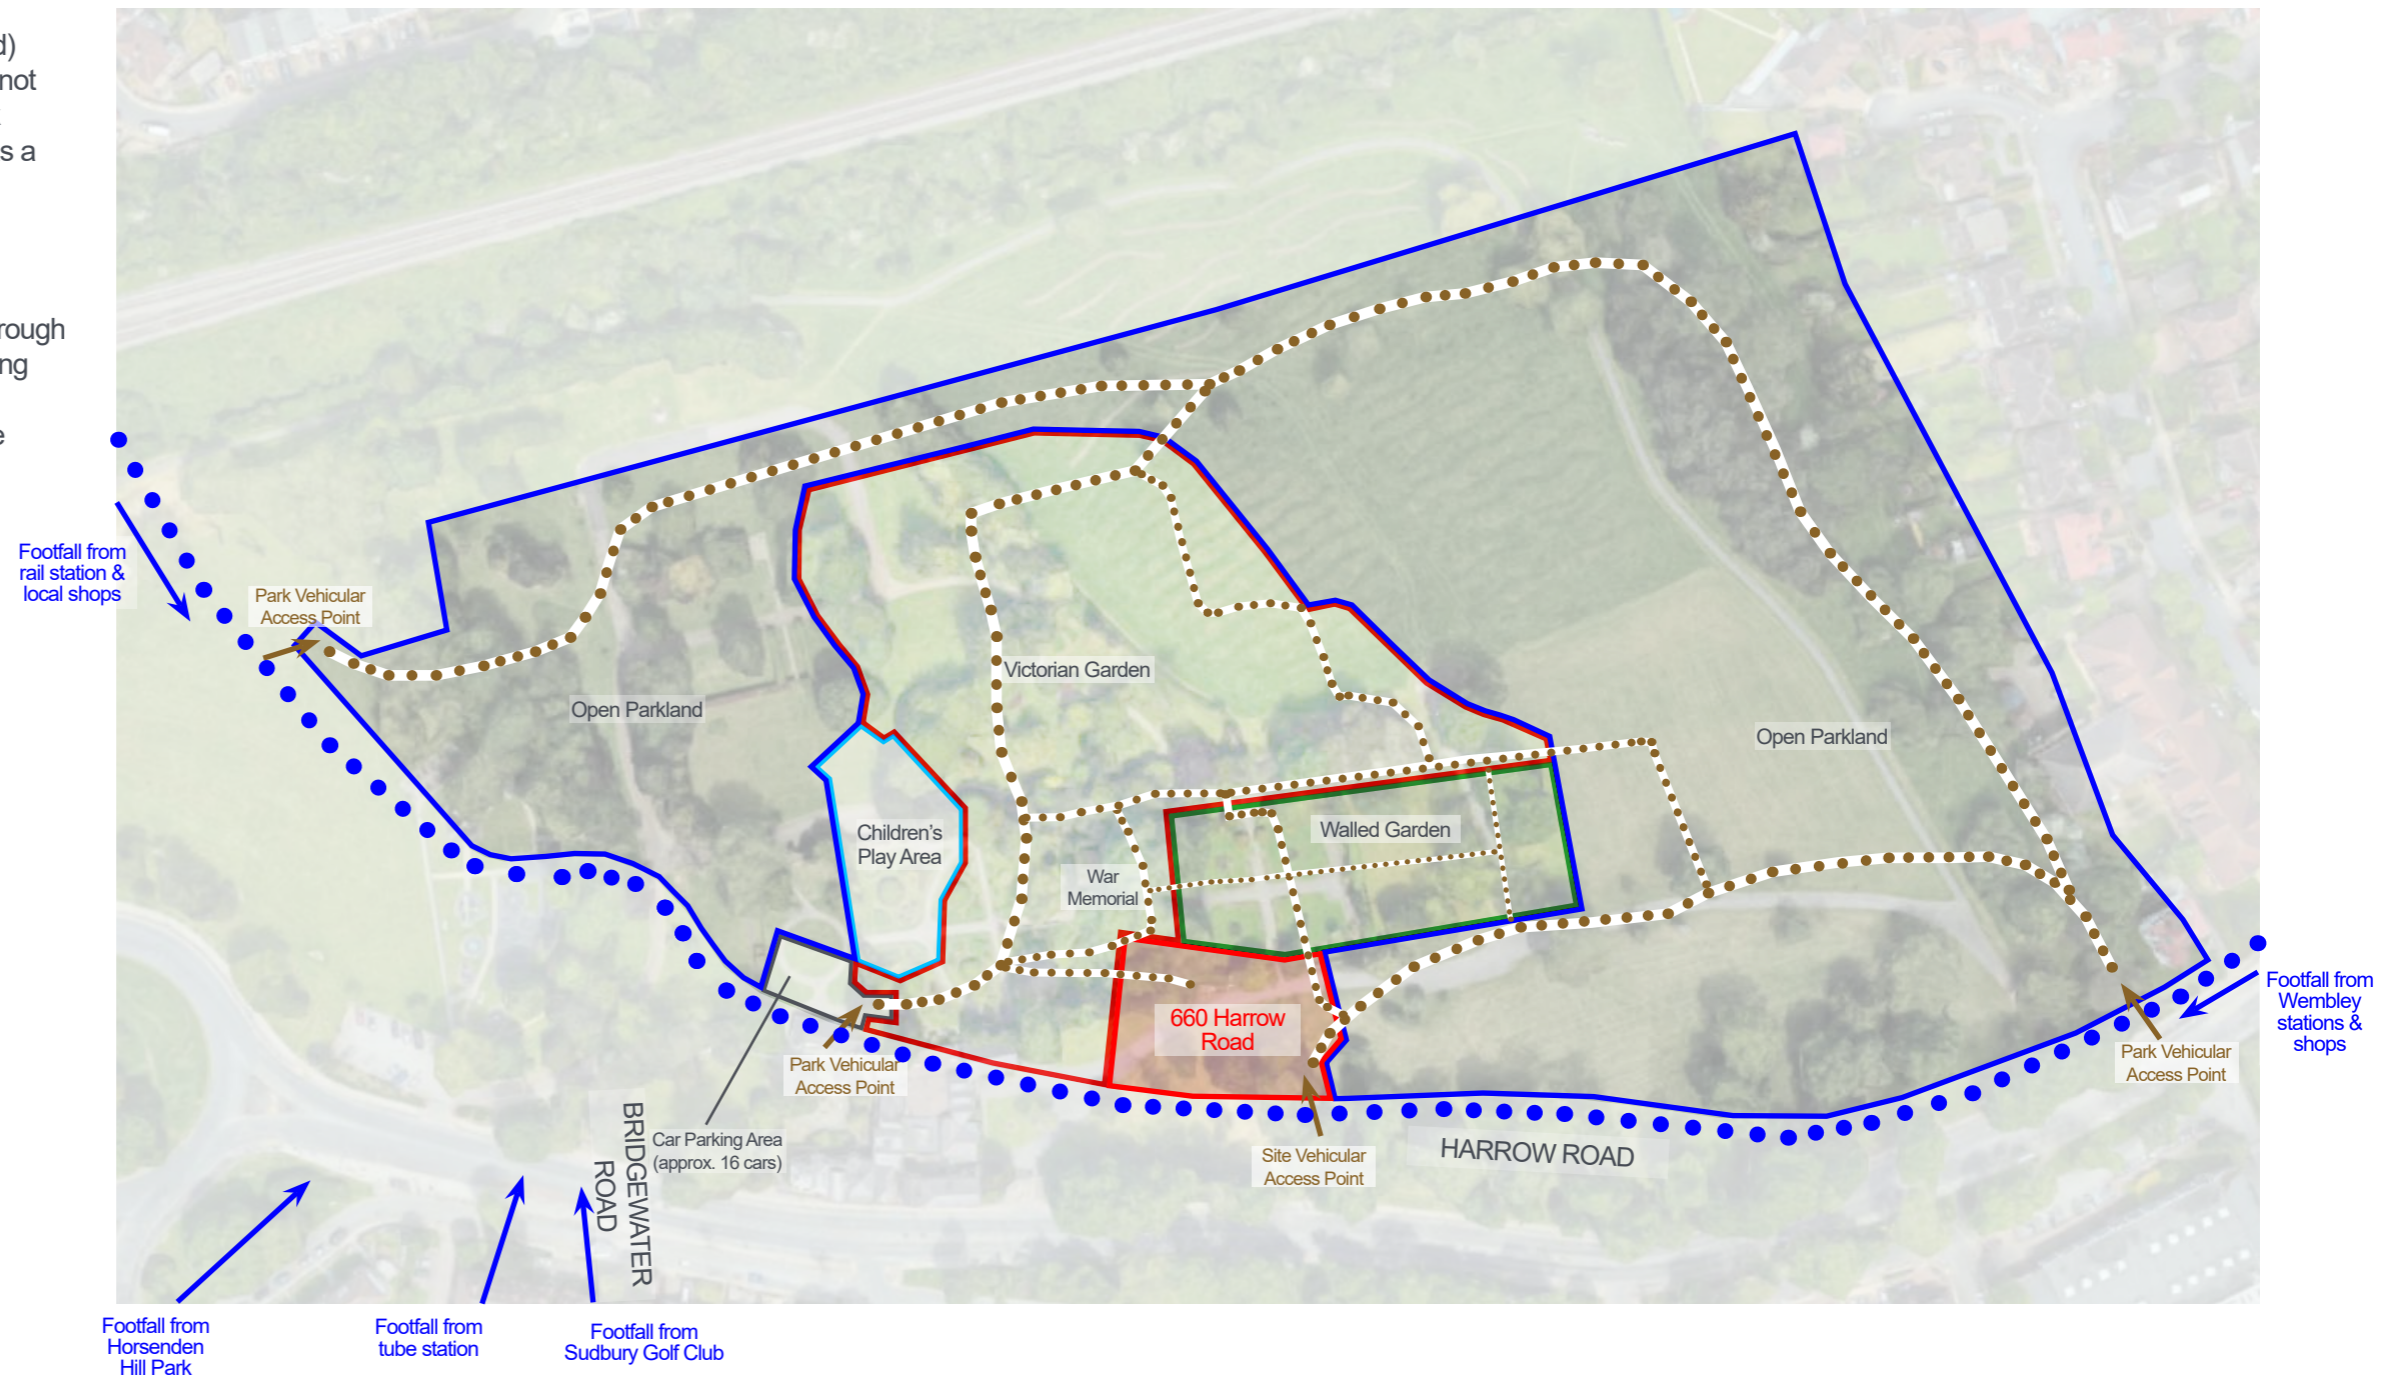 d)
not
s a
rough
ng
e
Footfall from
rail station &
local shops
Park Vehicular
Access Point
Open Parkland
Victorian Garden
Open Parkland
Children's
Play Area
Walled Garden
War
Memorial
660 Harrow
Road
Footfall from
Wembley
stations &
shops
Park Vehicular
Access Point
Park Vehicular
Access Point
Car Parking Area
(approx. 16 cars)
BRIDGEWATER
ROAD
Site Vehicular
Access Point
HARROW ROAD
Footfall from
Horsenden
Hill Park
Footfall from
tube station
Footfall from
Sudbury Golf Club